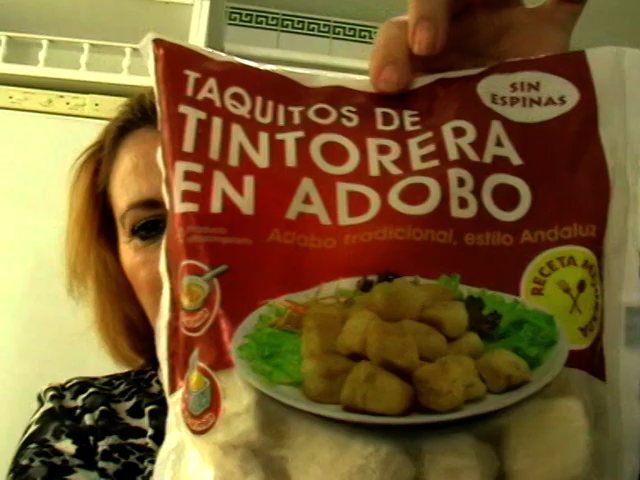 TAQUITOS DE
TINTORERA
EN ADOBO
SIN
ESPINAS
Adobo tradicional, estilo Andaluz
RECETA